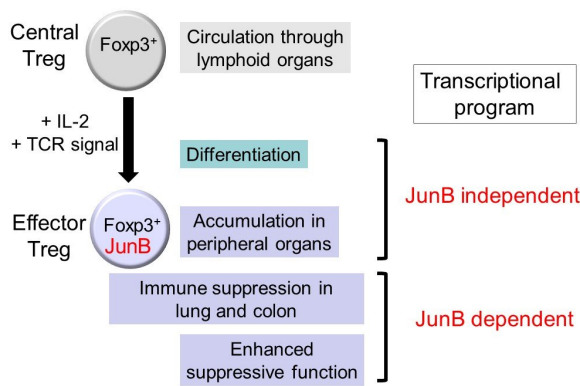 Central
Treg
Foxp3⁺
Circulation through
lymphoid organs
Transcriptional
program
+ IL-2
+ TCR signal
Differentiation
JunB independent
Effector
Treg
Foxp3⁺
JunB
Accumulation in
peripheral organs
Immune suppression in
lung and colon
JunB dependent
Enhanced
suppressive function